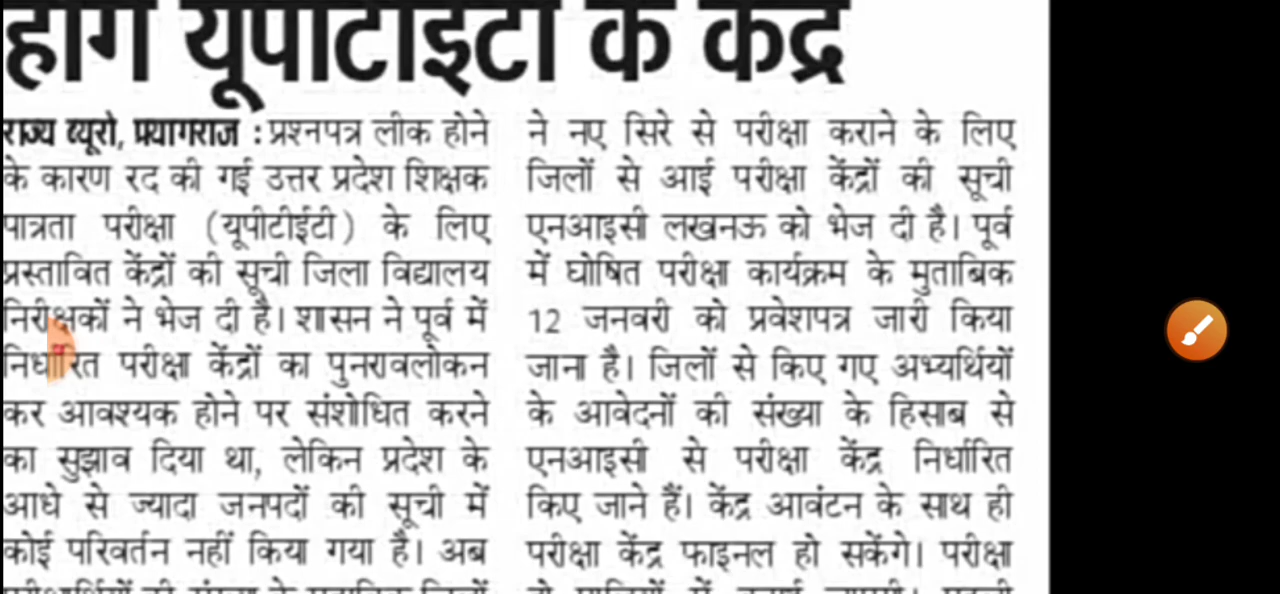 होंगे यूपीटीईटी के केंद्र
राज्य ब्यूरो, प्रयागराज : प्रश्नपत्र लीक होने
के कारण रद की गई उत्तर प्रदेश शिक्षक
पात्रता परीक्षा (यूपीटीईटी) के लिए
प्रस्तावित केंद्रों की सूची जिला विद्यालय
निरीक्षकों ने भेज दी है। शासन ने पूर्व में
निर्धारित परीक्षा केंद्रों का पुनरावलोकन
कर आवश्यक होने पर संशोधित करने
का सुझाव दिया था, लेकिन प्रदेश के
आधे से ज्यादा जनपदों की सूची में
कोई परिवर्तन नहीं किया गया है। अब
ने नए सिरे से परीक्षा कराने के लिए
जिलों से आई परीक्षा केंद्रों की सूची
एनआइसी लखनऊ को भेज दी है। पूर्व
में घोषित परीक्षा कार्यक्रम के मुताबिक
12 जनवरी को प्रवेशपत्र जारी किया
जाना है। जिलों से किए गए अभ्यर्थियों
के आवेदनों की संख्या के हिसाब से
एनआइसी से परीक्षा केंद्र निर्धारित
किए जाने हैं। केंद्र आवंटन के साथ ही
परीक्षा केंद्र फाइनल हो सकेंगे। परीक्षा